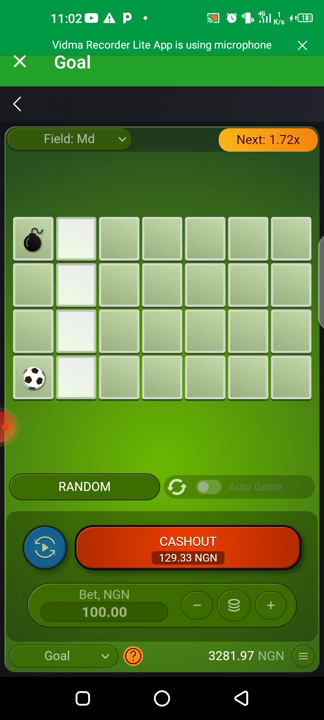 11:02
Vidma Recorder Lite App is using microphone
Goal
Field: Md
Next: 1.72x
RANDOM
Auto Game
CASHOUT
129.33 NGN
Bet, NGN
100.00
Goal
3281.97 NGN